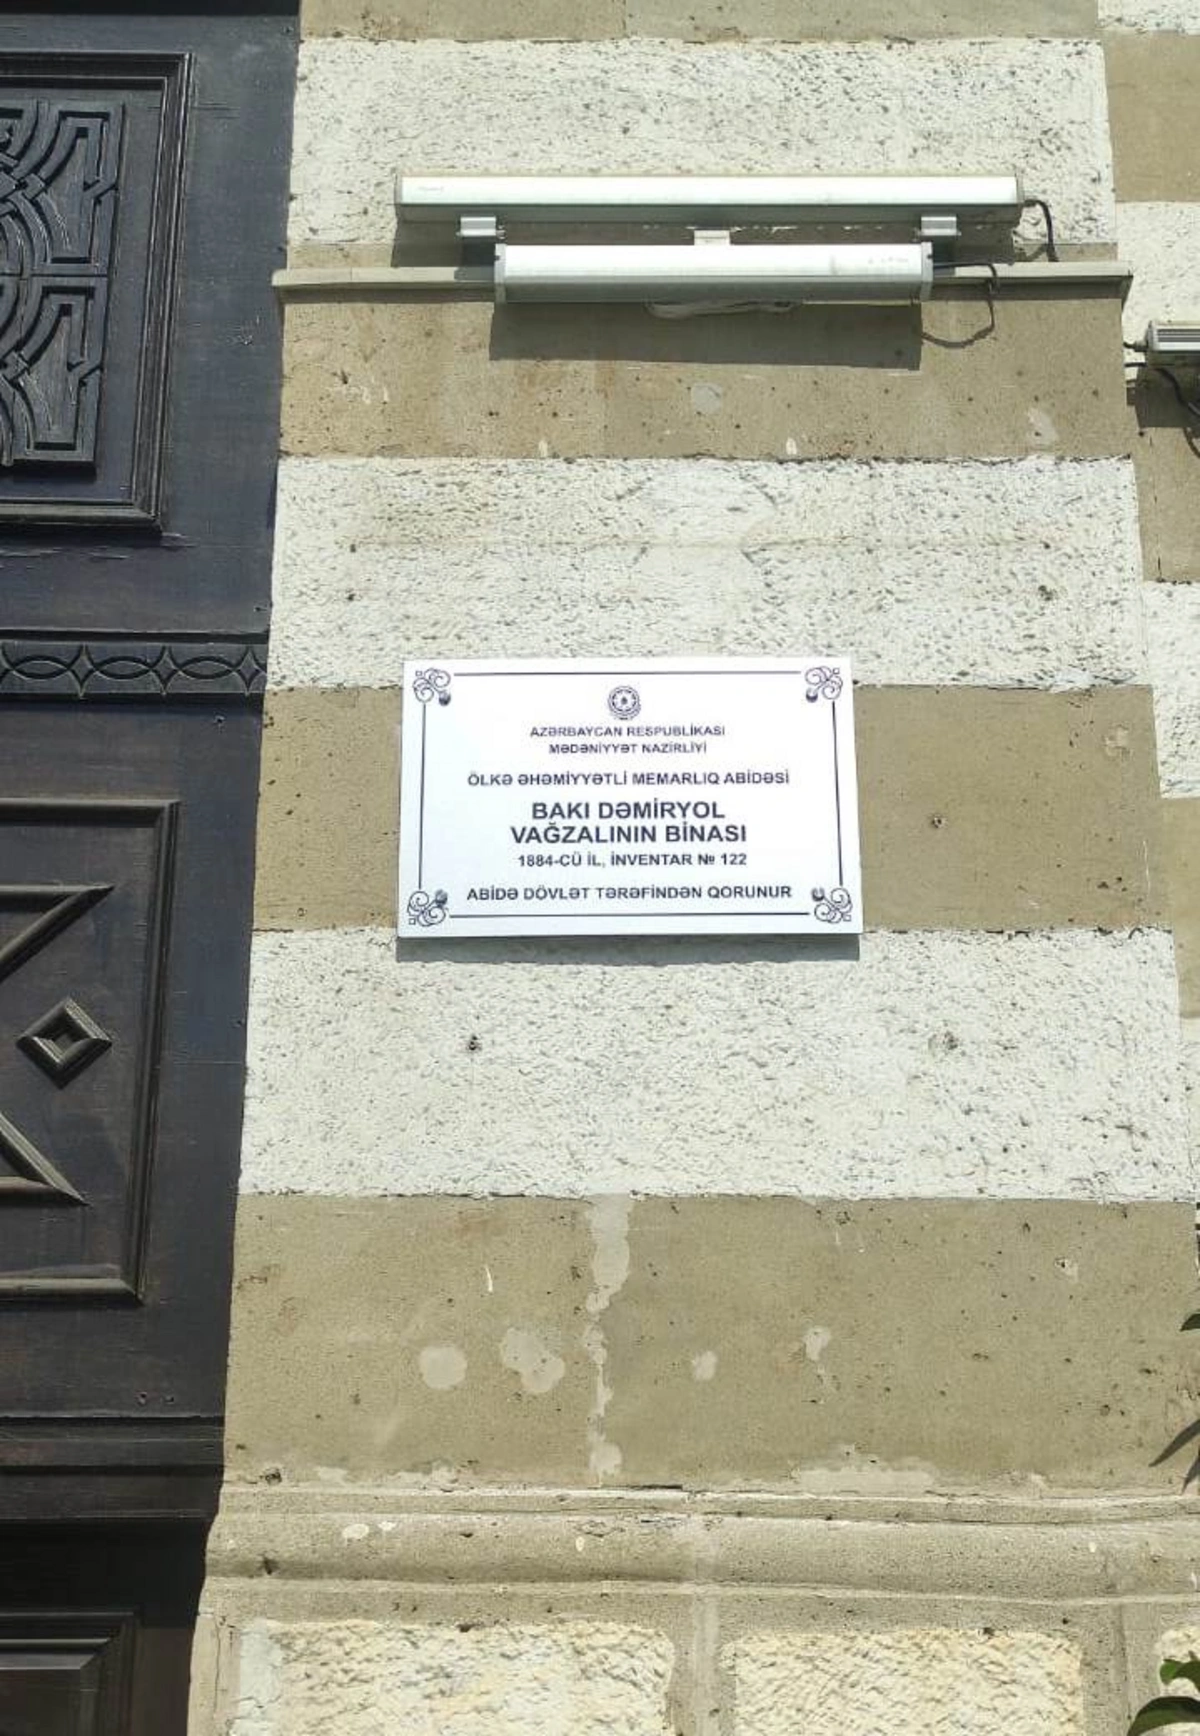 AZƏRBAYCAN RESPUBLİKASI
MƏDƏNİYYƏT NAZİRLİYİ
ÖLKƏ ƏHƏMİYYƏTLİ MEMARLIQ ABİDƏSİ
BAKI DƏMİRYOL
VAĞZALININ BİNASI
1884-CÜ İL, İNVENTAR № 122
ABİDƏ DÖVLƏT TƏRƏFİNDƏN QORUNUR